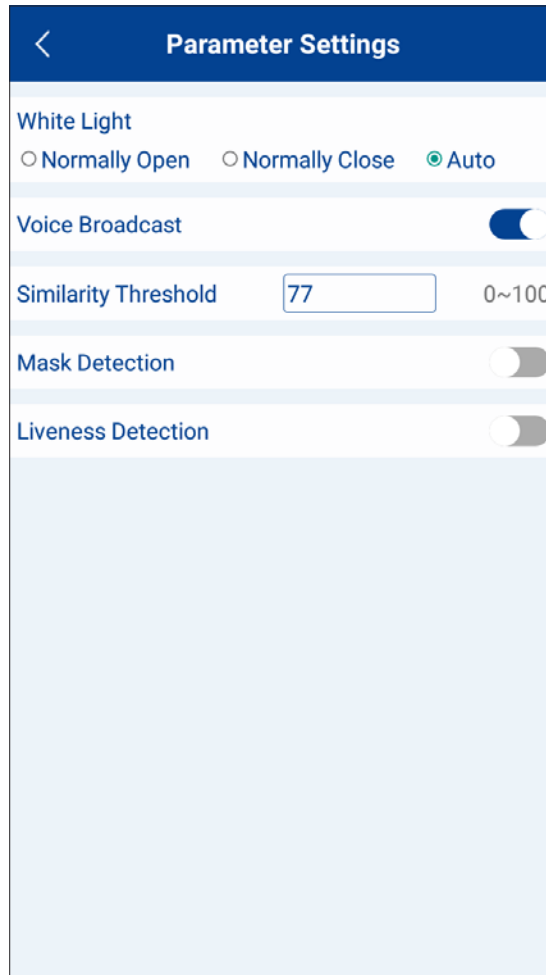 Parameter Settings
White Light
Normally Open Normally Close Auto
Voice Broadcast
Similarity Threshold 77 0~100
Mask Detection
Liveness Detection